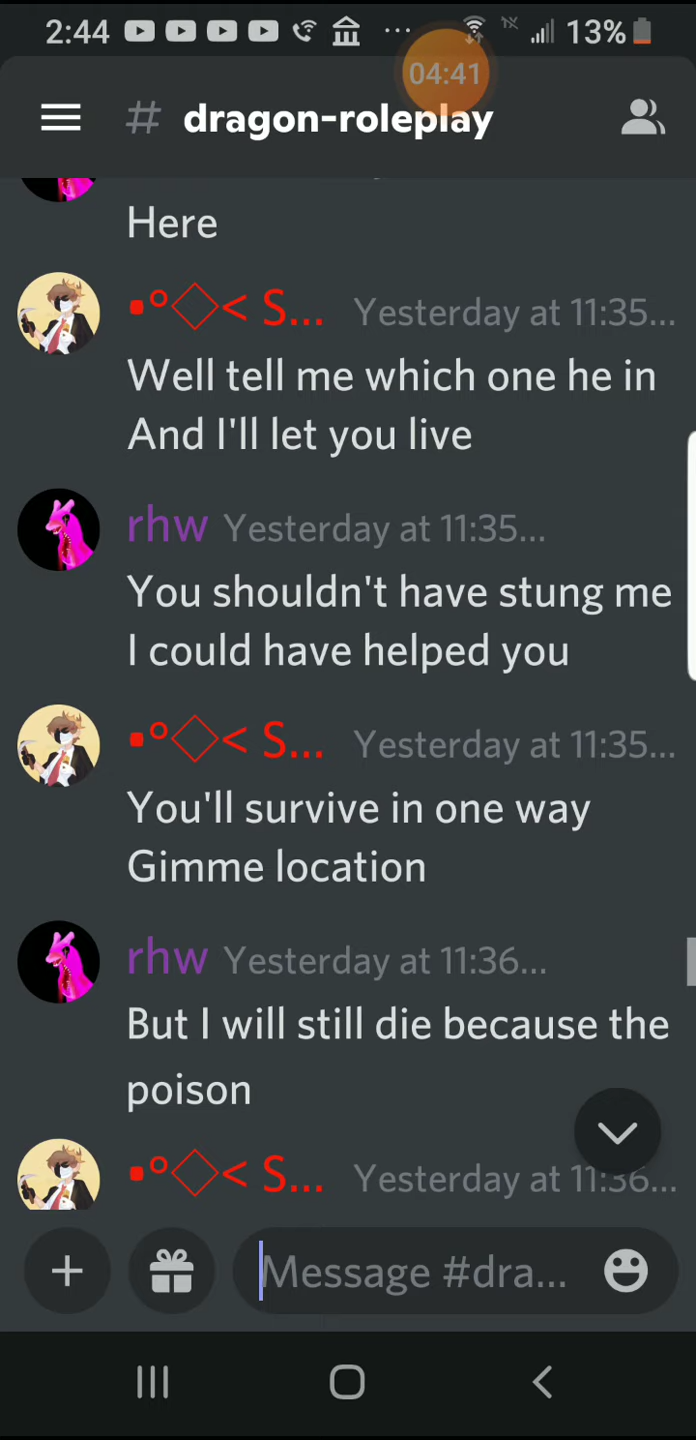 2:44 ... 13%
04:41
# dragon-roleplay
Here
▪°◇< S... Yesterday at 11:35...
Well tell me which one he in
And I'll let you live
rhw Yesterday at 11:35...
You shouldn't have stung me
I could have helped you
▪°◇< S... Yesterday at 11:35...
You'll survive in one way
Gimme location
rhw Yesterday at 11:36...
But I will still die because the
poison
▪°◇< S... Yesterday at 11:36...
Message #dra...